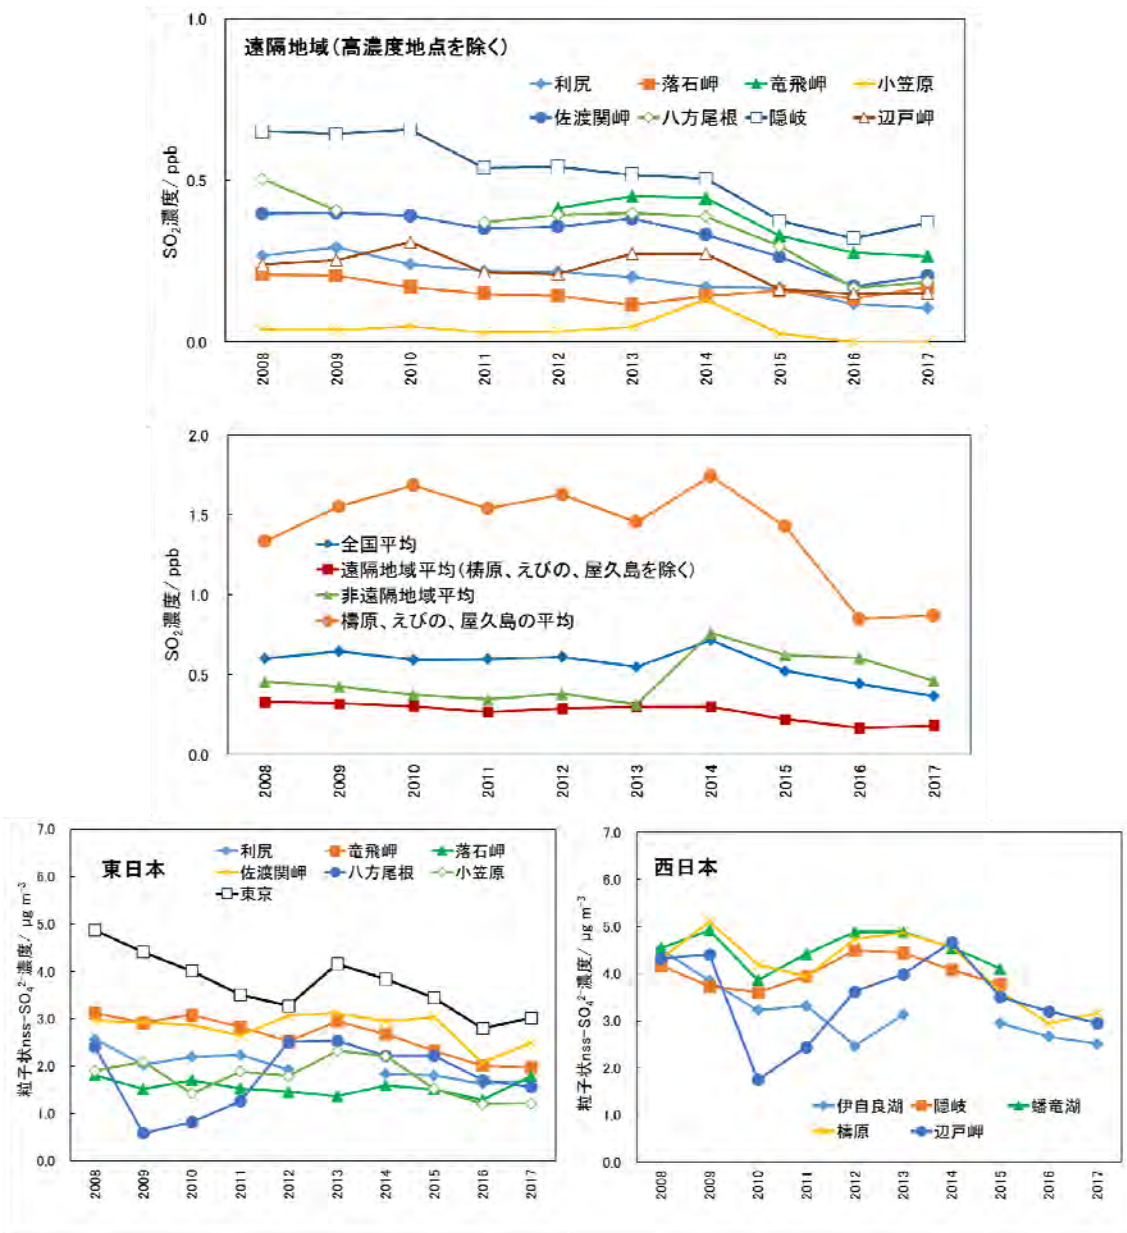 遠隔地域(高濃度地点を除く)
利尻 落石岬 竜飛岬 小笠原
佐渡関岬 八方尾根 隠岐 辺戸岬
SO₂濃度/ ppb
1.0
0.5
0.0
2008 2009 2010 2011 2012 2013 2014 2015 2016 2017
SO₂濃度/ ppb
2.0
1.5
1.0
0.5
0.0
全国平均
遠隔地域平均(梼原、えびの、屋久島を除く)
非遠隔地域平均
梼原、えびの、屋久島の平均
2008 2009 2010 2011 2012 2013 2014 2015 2016 2017
東日本
利尻 竜飛岬 落石岬
佐渡関岬 八方尾根 小笠原
東京
粒子状nss-SO₄²⁻濃度/ μg m⁻³
7.0
6.0
5.0
4.0
3.0
2.0
1.0
0.0
2008 2009 2010 2011 2012 2013 2014 2015 2016 2017
西日本
粒子状nss-SO₄²⁻濃度/ μg m⁻³
7.0
6.0
5.0
4.0
3.0
2.0
1.0
0.0
伊自良湖 隠岐 蟠竜湖
梼原 辺戸岬
2008 2009 2010 2011 2012 2013 2014 2015 2016 2017